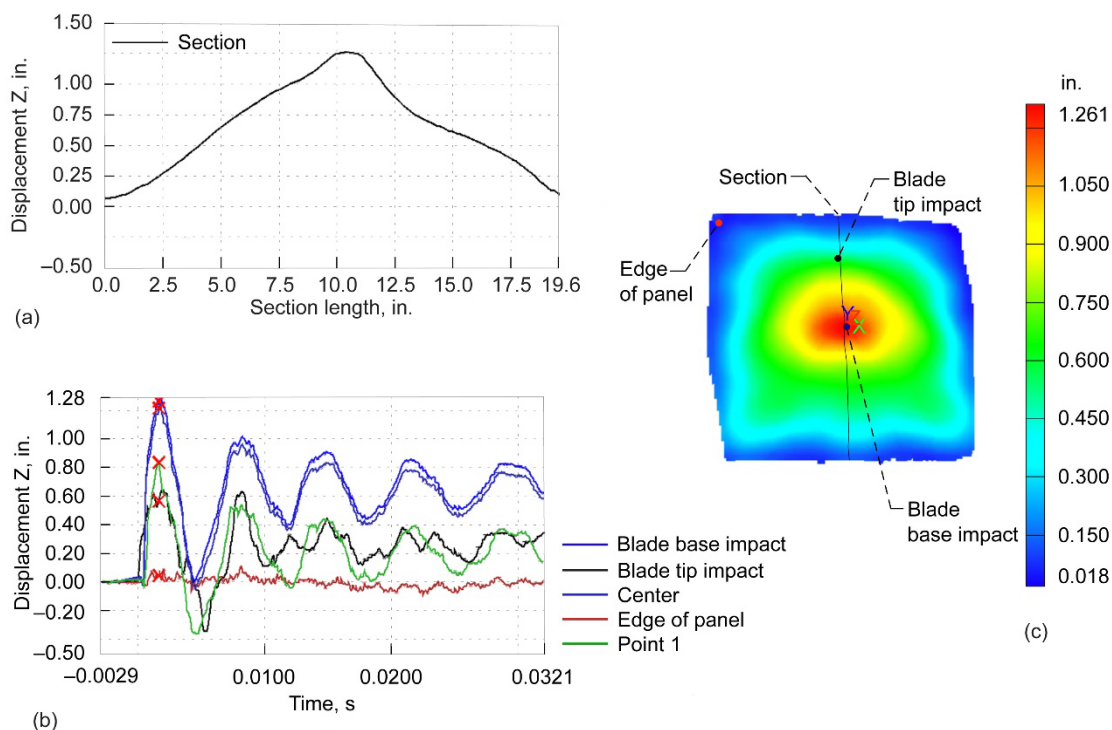 (a)
1.50
1.00
0.75
0.50
0.25
0.00
–0.50
Displacement Z, in.
Section
0.0
2.5
5.0
7.5
10.0
12.5
15.0
17.5
19.6
Section length, in.
(b)
1.28
1.00
0.80
0.60
0.40
0.20
0.00
–0.20
–0.50
Displacement Z, in.
–0.0029
0.0100
0.0200
0.0321
Time, s
Blade base impact
Blade tip impact
Center
Edge of panel
Point 1
Section
Blade
tip impact
Edge
of panel
Y
Z
X
Blade
base impact
in.
1.261
1.050
0.900
0.750
0.600
0.450
0.300
0.150
0.018
(c)